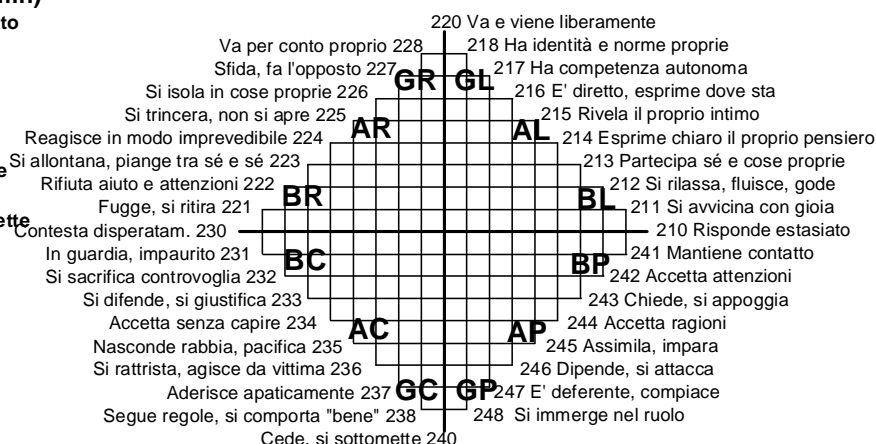 220 Va e viene liberamente
to
Va per conto proprio 228
218 Ha identità e norme proprie
Sfida, fa l'opposto 227
GR
GL
217 Ha competenza autonoma
Si isola in cose proprie 226
216 E' diretto, esprime dove sta
Si trincera, non si apre 225
AR
AL
215 Rivela il proprio intimo
Reagisce in modo imprevedibile 224
214 Esprime chiaro il proprio pensiero
Si allontana, piange tra sé e sé 223
213 Partecipa sé e cose proprie
Rifiuta aiuto e attenzioni 222
BR
BL
212 Si rilassa, fluisce, gode
Fugge, si ritira 221
211 Si avvicina con gioia
ette
Contesta disperatam. 230
210 Risponde estasiato
In guardia, impaurito 231
BC
BP
241 Mantiene contatto
Si sacrifica controvoglia 232
242 Accetta attenzioni
Si difende, si giustifica 233
243 Chiede, si appoggia
Accetta senza capire 234
AC
AP
244 Accetta ragioni
Nasconde rabbia, pacifica 235
245 Assimila, impara
Si rattrista, agisce da vittima 236
246 Dipende, si attacca
Aderisce apaticamente 237
GC
GP
247 E' deferente, compiace
Segue regole, si comporta "bene" 238
248 Si immerge nel ruolo
Cede, si sottomette 240